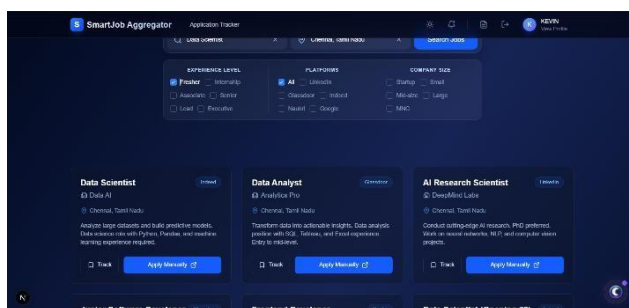 S SmartJob Aggregator Application Tracker KEVIN
View Profile
Data Scientist × Chennai, Tamil Nadu × Search Jobs
EXPERIENCE LEVEL PLATFORMS COMPANY SIZE
Fresher Internship All LinkedIn Startup Small
Associate Senior Glassdoor Indeed Mid-size Large
Lead Executive Naukri Google MNC
Data Scientist Indeed
Data AI
Chennai, Tamil Nadu
Analyze large datasets and build predictive models.
Data science role with Python, Pandas, and machine
learning experience required.
Track Apply Manually
Data Analyst Glassdoor
Analytics Pro
Chennai, Tamil Nadu
Transform data into actionable insights. Data analysis
position with SQL, Tableau, and Excel experience.
Entry to mid-level.
Track Apply Manually
AI Research Scientist LinkedIn
DeepMind Labs
Chennai, Tamil Nadu
Conduct cutting-edge AI research. PhD preferred.
Work on neural networks, NLP, and computer vision
projects.
Track Apply Manually
N